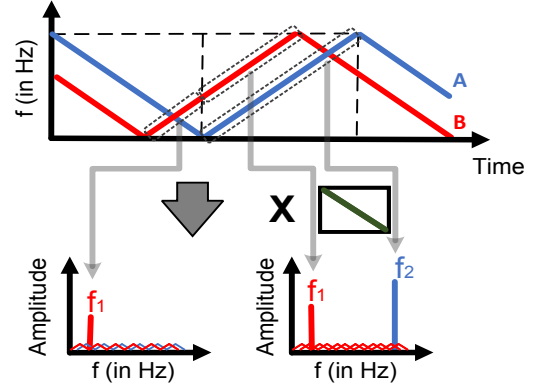 f (in Hz)
A
B
Time
X
Amplitude
f1
f (in Hz)
Amplitude
f1
f2
f (in Hz)